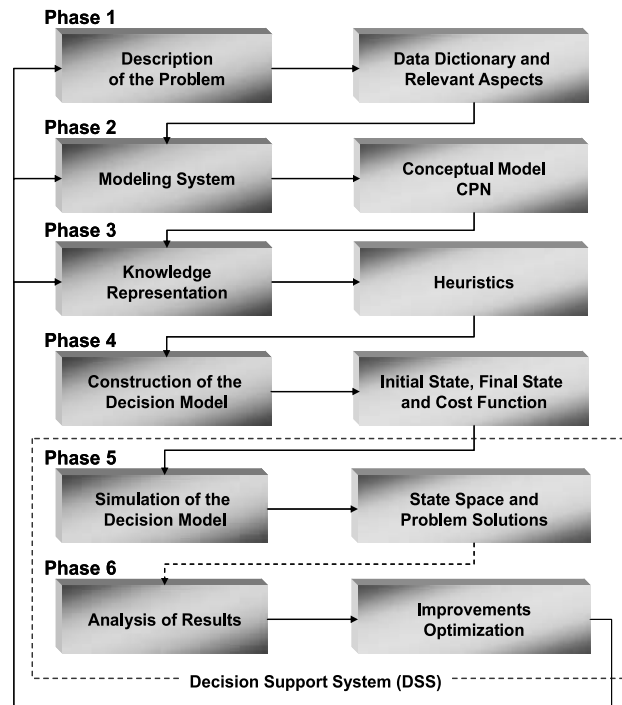 Phase 1
Description
of the Problem
Data Dictionary and
Relevant Aspects
Phase 2
Modeling System
Conceptual Model
CPN
Phase 3
Knowledge
Representation
Heuristics
Phase 4
Construction of the
Decision Model
Initial State, Final State
and Cost Function
Phase 5
Simulation of the
Decision Model
State Space and
Problem Solutions
Phase 6
Analysis of Results
Improvements
Optimization
Decision Support System (DSS)